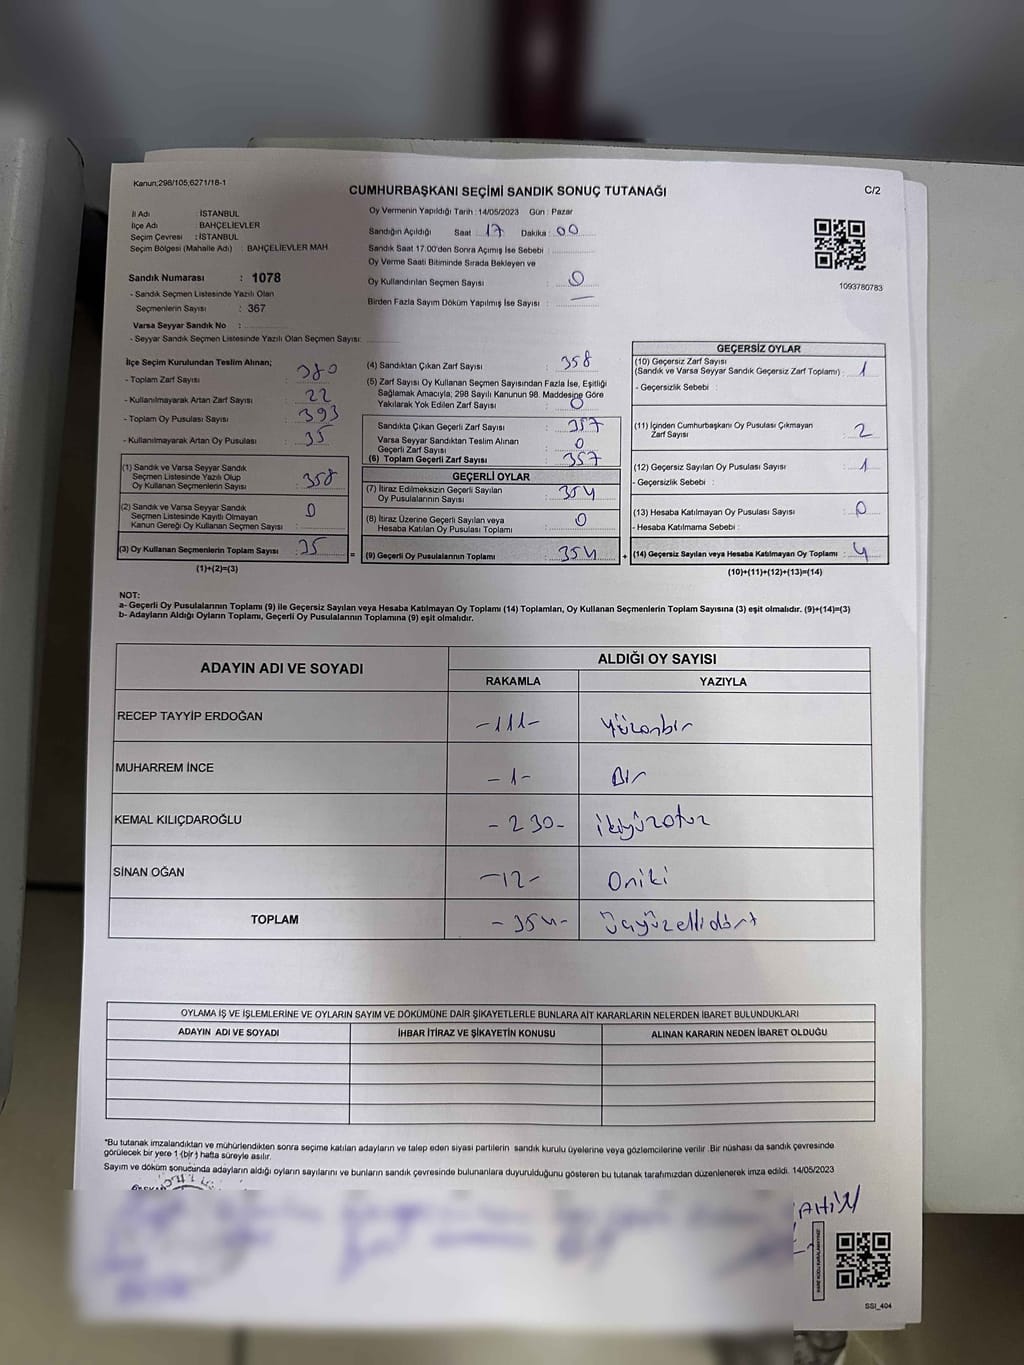 Kanun;298/105,6271/18-1
CUMHURBAŞKANI SEÇİMİ SANDIK SONUÇ TUTANAĞI
C/2
İl Adı : İSTANBUL
İlçe Adı : BAHÇELİEVLER
Seçim Çevresi : İSTANBUL
Seçim Bölgesi (Mahalle Adı) : BAHÇELİEVLER MAH
Sandık Numarası : 1078
- Sandık Seçmen Listesinde Yazılı Olan
Seçmenlerin Sayısı : 367
Varsa Seyyar Sandık No :
- Seyyar Sandık Seçmen Listesinde Yazılı Olan Seçmen Sayısı:
Oy Vermenin Yapıldığı Tarih : 14/05/2023 Gün : Pazar
Sandığın Açıldığı Saat : 17 Dakika : 00
Sandık Saat 17.00'den Sonra Açımış İse Sebebi :
Oy Verme Saati Bitiminde Sırada Bekleyen ve
Oy Kullandırılan Seçmen Sayısı : 0
Birden Fazla Sayım Döküm Yapılmış İse Sayısı : —
1093780783
İlçe Seçim Kurulundan Teslim Alınan;
- Toplam Zarf Sayısı : 380
- Kullanılmayarak Artan Zarf Sayısı : 22
- Toplam Oy Pusulası Sayısı : 393
- Kullanılmayarak Artan Oy Pusulası : 35
(1) Sandık ve Varsa Seyyar Sandık
Seçmen Listesinde Yazılı Olup
Oy Kullanan Seçmenlerin Sayısı : 358
(2) Sandık ve Varsa Seyyar Sandık
Seçmen Listesinde Kayıtlı Olmayan
Kanun Gereği Oy Kullanan Seçmen Sayısı : 0
(3) Oy Kullanan Seçmenlerin Toplam Sayısı : 35
=
(1)+(2)=(3)
(4) Sandıktan Çıkan Zarf Sayısı : 358
(5) Zarf Sayısı Oy Kullanan Seçmen Sayısından Fazla İse, Eşitliği
Sağlamak Amacıyla; 298 Sayılı Kanunun 98. Maddesine Göre
Yakılarak Yok Edilen Zarf Sayısı : 0
Sandıkta Çıkan Geçerli Zarf Sayısı : 357
Varsa Seyyar Sandıktan Teslim Alınan
Geçerli Zarf Sayısı : 0
(6) Toplam Geçerli Zarf Sayısı : 357
GEÇERLİ OYLAR
(7) İtiraz Edilmeksizin Geçerli Sayılan
Oy Pusulalarının Sayısı : 354
(8) İtiraz Üzerine Geçerli Sayılan veya
Hesaba Katılan Oy Pusulası Toplamı : 0
(9) Geçerli Oy Pusulalarının Toplamı : 354
+
GEÇERSİZ OYLAR
(10) Geçersiz Zarf Sayısı
(Sandık ve Varsa Seyyar Sandık Geçersiz Zarf Toplamı) : 1
- Geçersizlik Sebebi :
(11) İçinden Cumhurbaşkanı Oy Pusulası Çıkmayan
Zarf Sayısı : 2
(12) Geçersiz Sayılan Oy Pusulası Sayısı : 1
- Geçersizlik Sebebi :
(13) Hesaba Katılmayan Oy Pusulası Sayısı : 0
- Hesaba Katılmama Sebebi :
(14) Geçersiz Sayılan veya Hesaba Katılmayan Oy Toplamı : 4
(10)+(11)+(12)+(13)=(14)
NOT:
a- Geçerli Oy Pusulalarının Toplamı (9) ile Geçersiz Sayılan veya Hesaba Katılmayan Oy Toplamı (14) Toplamları, Oy Kullanan Seçmenlerin Toplam Sayısına (3) eşit olmalıdır. (9)+(14)=(3)
b- Adayların Aldığı Oyların Toplamı, Geçerli Oy Pusulalarının Toplamına (9) eşit olmalıdır.
ADAYIN ADI VE SOYADI
ALDIĞI OY SAYISI
RAKAMLA YAZIYLA
RECEP TAYYİP ERDOĞAN -111- Yüzonbir
MUHARREM İNCE -1- Bir
KEMAL KILIÇDAROĞLU -230- ikiyüzotuz
SİNAN OĞAN -12- Oniki
TOPLAM -354- üçyüzellidört
OYLAMA İŞ VE İŞLEMLERİNE VE OYLARIN SAYIM VE DÖKÜMÜNE DAİR ŞİKAYETLERLE BUNLARA AİT KARARLARIN NELERDEN İBARET BULUNDUKLARI
ADAYIN ADI VE SOYADI İHBAR İTİRAZ VE ŞİKAYETİN KONUSU ALINAN KARARIN NEDEN İBARET OLDUĞU
*Bu tutanak imzalandıktan ve mühürlendikten sonra seçime katılan adayların ve talep eden siyasi partilerin sandık kurulu üyelerine veya gözlemcilerine verilir. Bir nüshası da sandık çevresinde
görülecek bir yere 1 (bir) hafta süreyle asılır.
Sayım ve döküm sonucunda adayların aldığı oyların sayılarını ve bunların sandık çevresinde bulunanlara duyurulduğunu gösteren bu tutanak tarafımızdan düzenlenerek imza edildi. 14/05/2023
AHİN
SSI_404